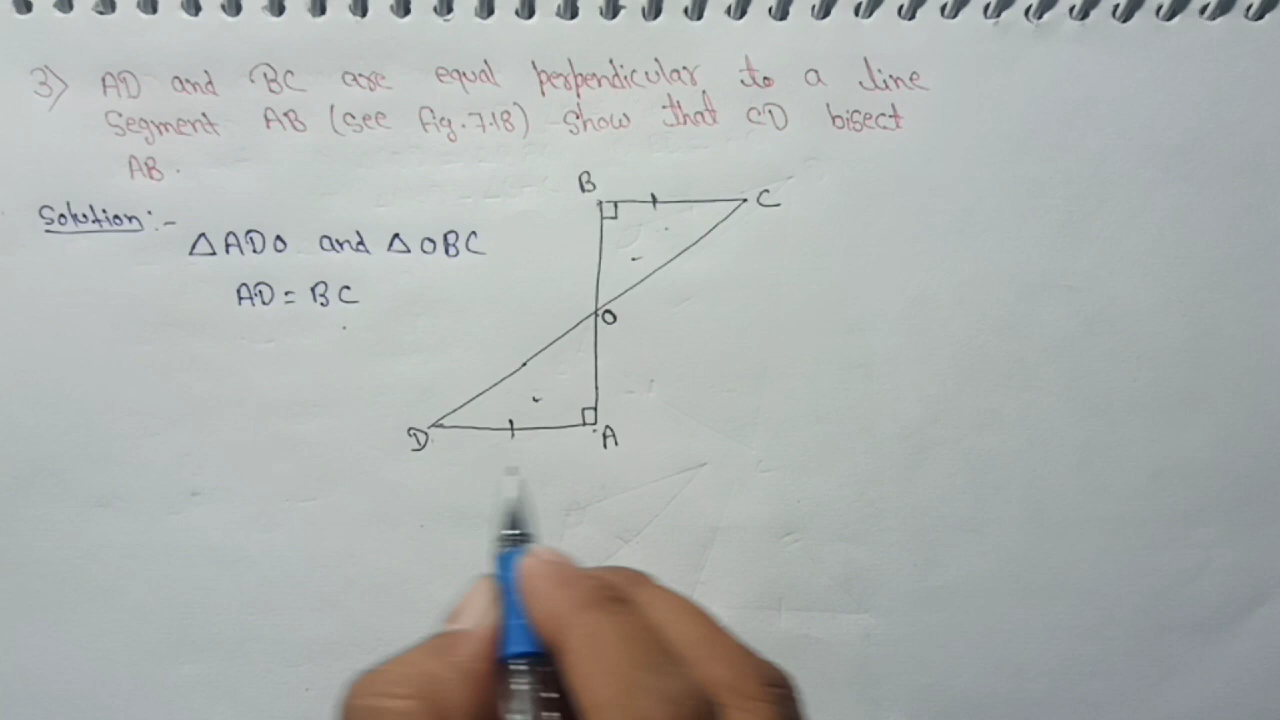 3) AD and BC are equal perpendicular to a line
Segment AB (see fig. 7.18) show that CD bisect
AB.
Solution:-
△ADO and △OBC
AD = BC
B
C
O
D
A